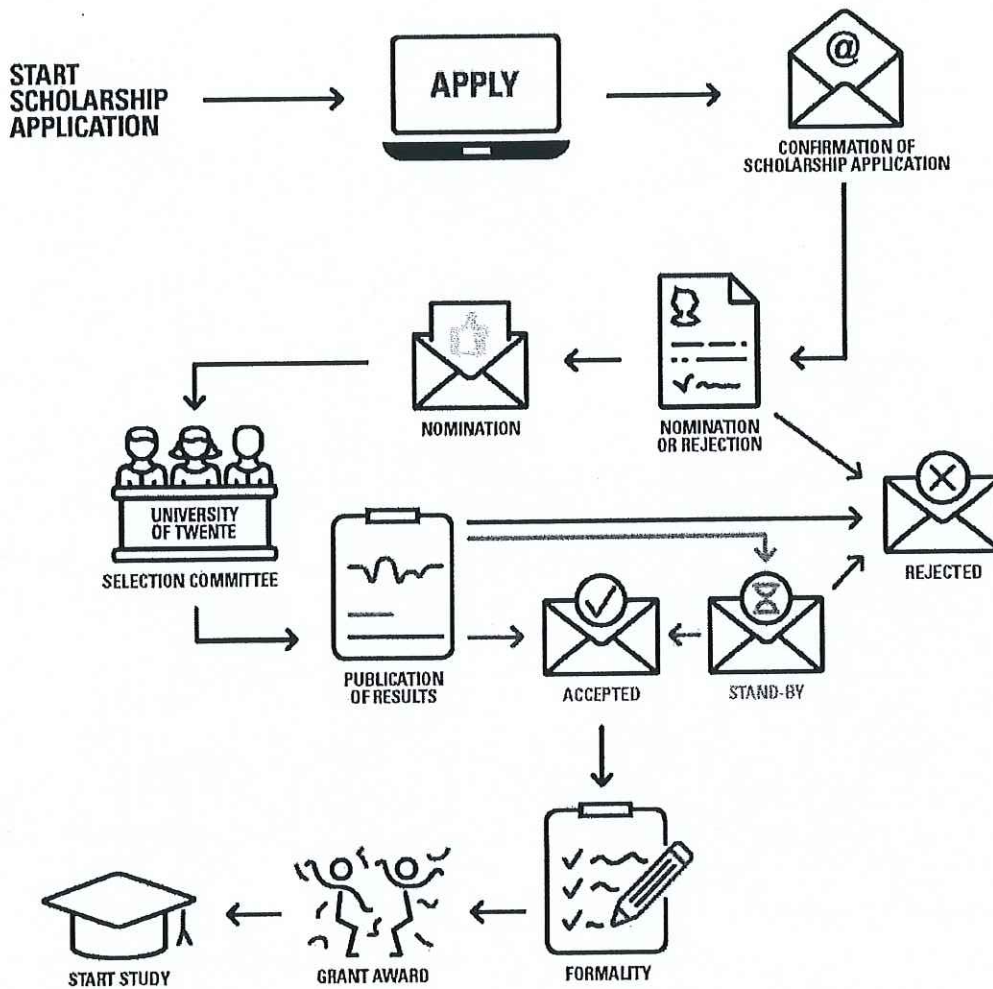 START
SCHOLARSHIP
APPLICATION
APPLY
@
CONFIRMATION OF
SCHOLARSHIP APPLICATION
NOMINATION
OR REJECTION
NOMINATION
UNIVERSITY
OF TWENTE
SELECTION COMMITTEE
REJECTED
PUBLICATION
OF RESULTS
ACCEPTED
STAND-BY
FORMALITY
GRANT AWARD
START STUDY